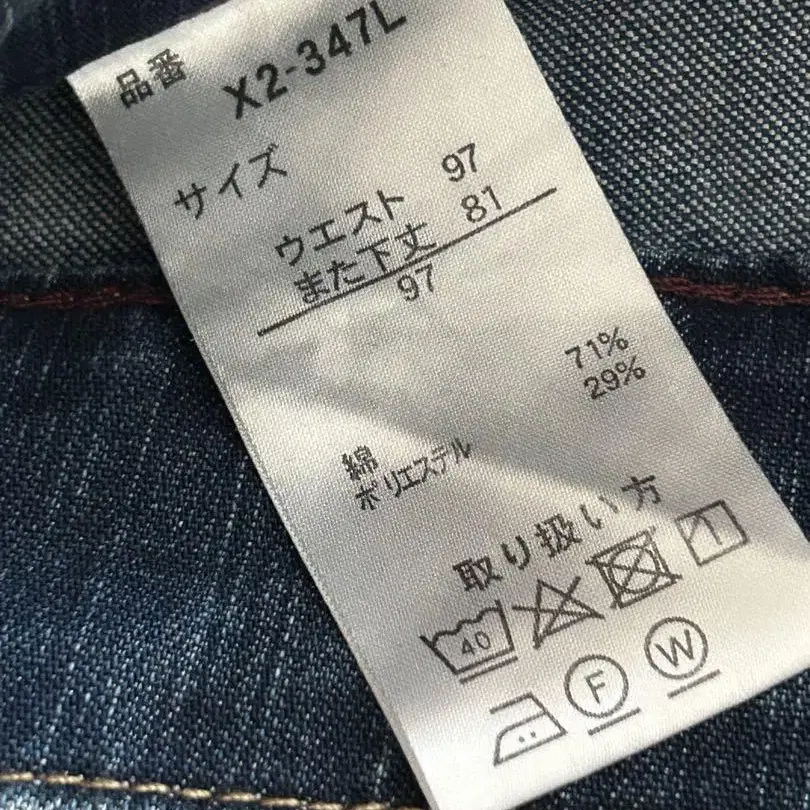 品番 X2-347L
サイズ
ウエスト 97
また下丈 81
97
綿 71%
ポリエステル 29%
取り扱い方
40
F W